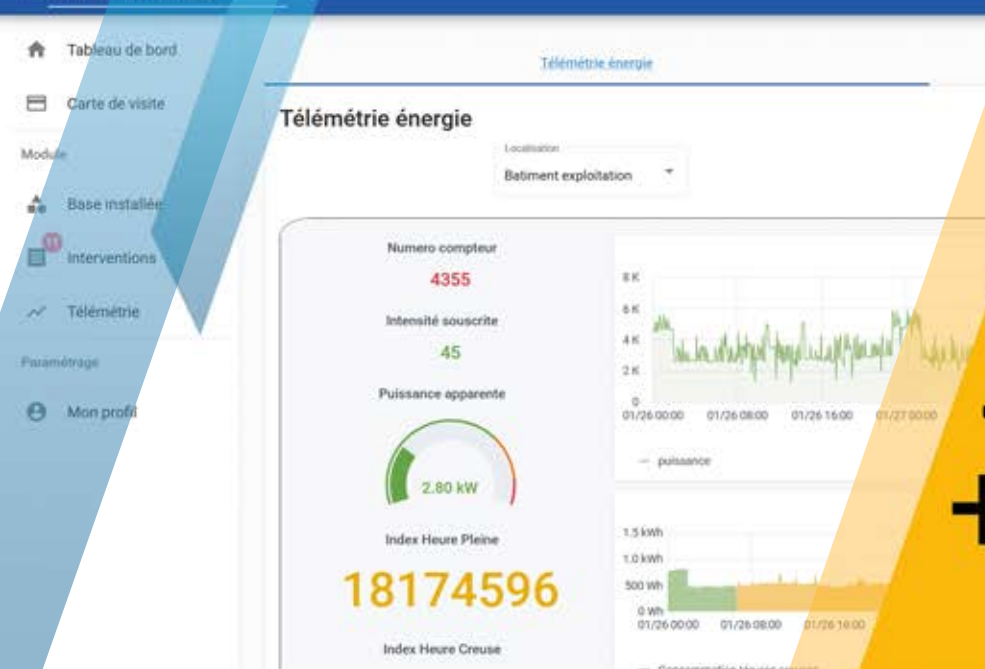 Tableau de bord
Carte de visite
Module
Base installée
11
Interventions
Télémétrie
Paramétrage
Mon profil
Télémétrie énergie
Télémétrie énergie
Localisation
Batiment exploitation
Numero compteur
4355
Intensité souscrite
45
Puissance apparente
2.80 kW
Index Heure Pleine
18174596
Index Heure Creuse
8 K
6 K
4 K
2 K
0
01/26 00:00 01/26 08:00 01/26 16:00 01/27 00:00
puissance
1.5 kWh
1.0 kWh
500 Wh
0 Wh
01/26 00:00 01/26 08:00 01/26 16:00